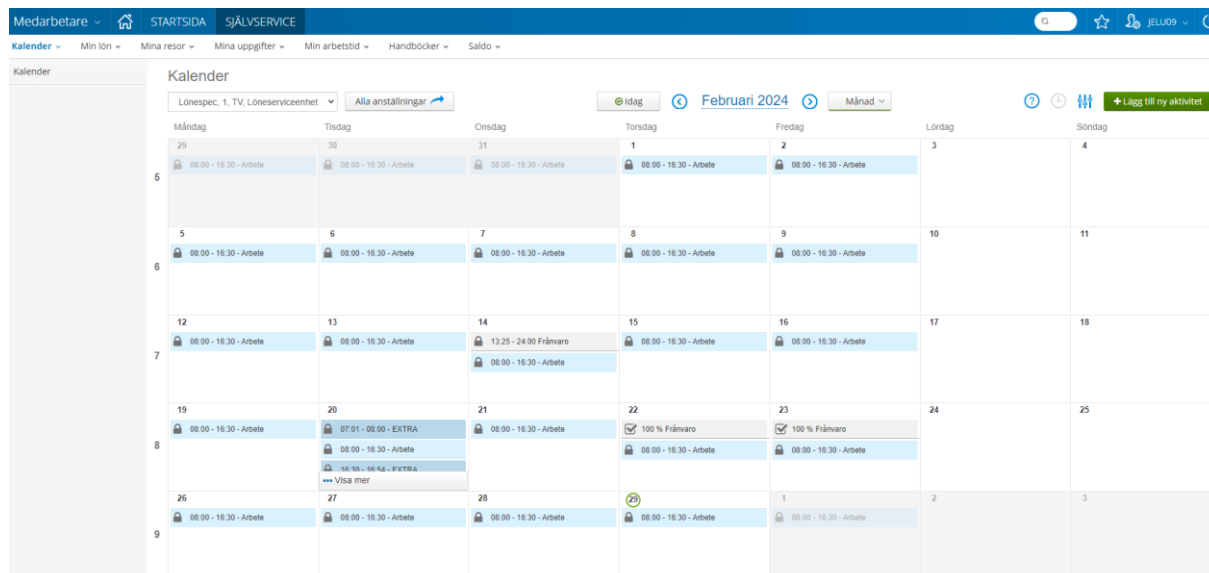 Medarbetare STARTSIDA SJÄLVSERVICE JELU09
Kalender Min lön Mina resor Mina uppgifter Min arbetstid Handböcker Saldo
Kalender
Kalender
Lönespec, 1, TV, Löneserviceenhet Alla anställningar Idag Februari 2024 Månad Lägg till ny aktivitet
Måndag Tisdag Onsdag Torsdag Fredag Lördag Söndag
29 30 31 1 2 3 4
08:00 - 16:30 - Arbete 08:00 - 16:30 - Arbete 08:00 - 16:30 - Arbete 08:00 - 16:30 - Arbete 08:00 - 16:30 - Arbete
5
5 6 7 8 9 10 11
08:00 - 16:30 - Arbete 08:00 - 16:30 - Arbete 08:00 - 16:30 - Arbete 08:00 - 16:30 - Arbete 08:00 - 16:30 - Arbete
6
12 13 14 15 16 17 18
08:00 - 16:30 - Arbete 08:00 - 16:30 - Arbete 13:25 - 24:00 Frånvaro 08:00 - 16:30 - Arbete 08:00 - 16:30 - Arbete
7 08:00 - 16:30 - Arbete
19 20 21 22 23 24 25
08:00 - 16:30 - Arbete 07:01 - 08:00 - EXTRA 08:00 - 16:30 - Arbete 100 % Frånvaro 100 % Frånvaro
8 08:00 - 16:30 - Arbete 08:00 - 16:30 - Arbete 08:00 - 16:30 - Arbete
16:30 - 16:54 - EXTRA
Visa mer
26 27 28 29 1 2 3
08:00 - 16:30 - Arbete 08:00 - 16:30 - Arbete 08:00 - 16:30 - Arbete 08:00 - 16:30 - Arbete 08:00 - 16:30 - Arbete
9